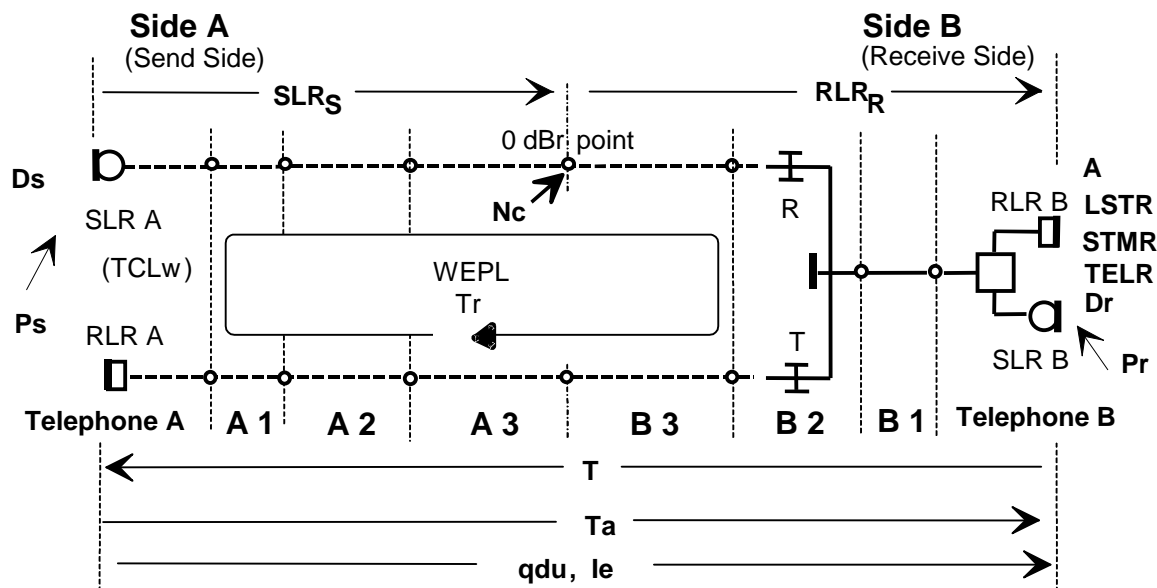 Side A
(Send Side)
Side B
(Receive Side)
SLRS
RLRR
0 dBr point
Ds
A
RLR B
LSTR
R
Nc
SLR A
STMR
(TCLw)
WEPL
TELR
Tr
Dr
Ps
RLR A
T
SLR B
Pr
Telephone A
A 1
A 2
A 3
B 3
B 2
B 1
Telephone B
T
Ta
qdu, Ie